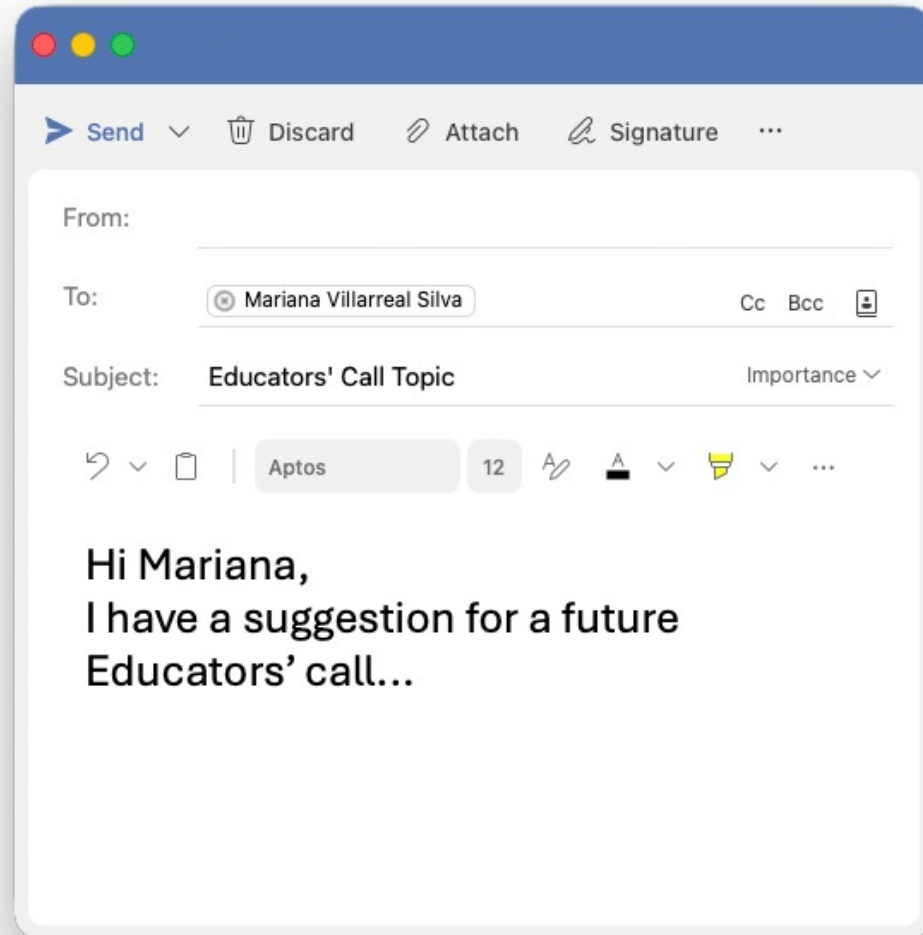 Send Discard Attach Signature ...
From:
To: Mariana Villarreal Silva Cc Bcc
Subject: Educators' Call Topic Importance
Aptos 12 A A ...
Hi Mariana,
I have a suggestion for a future
Educators’ call...